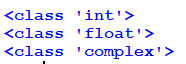 <class 'int'>
<class 'float'>
<class 'complex'>